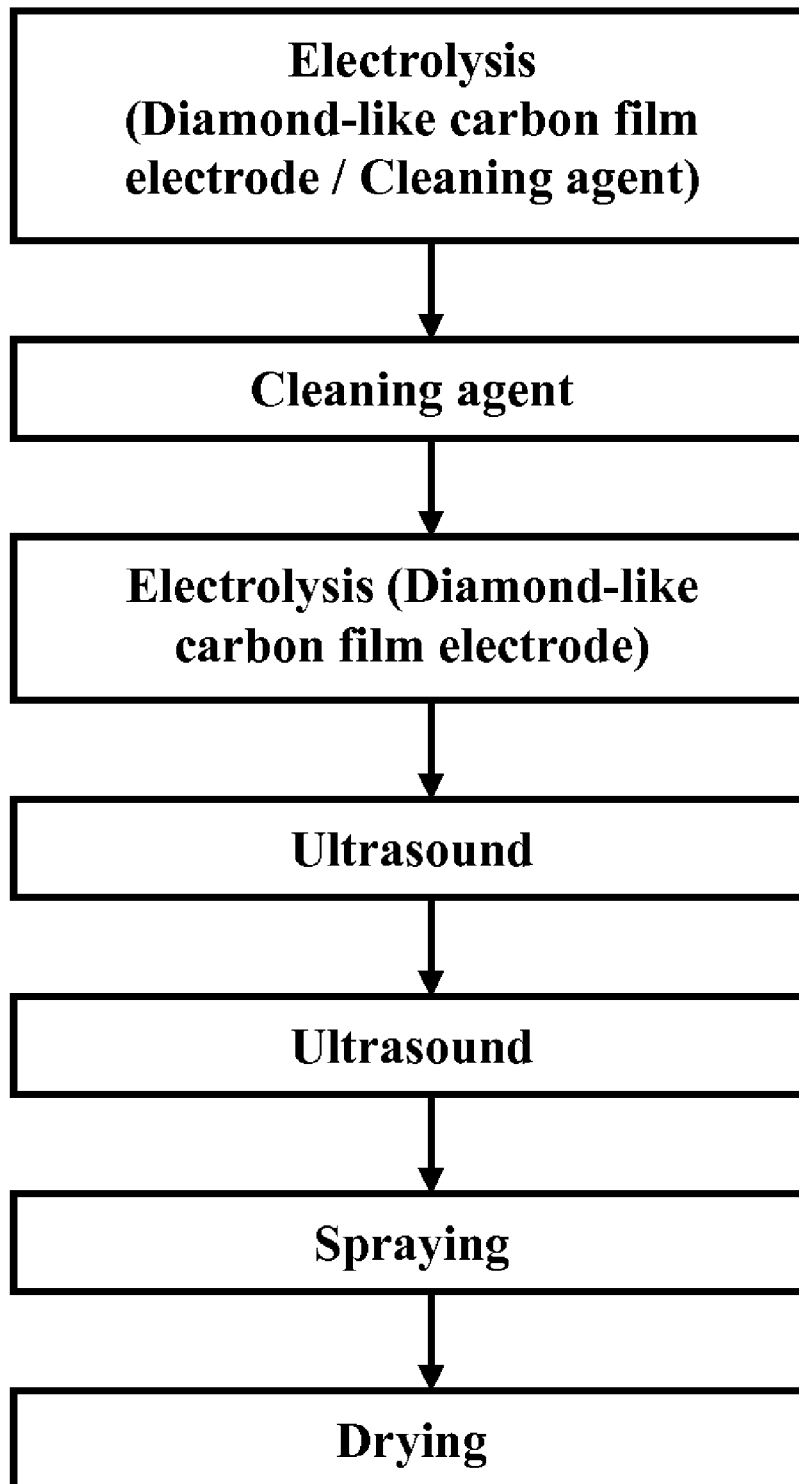 Electrolysis
(Diamond-like carbon film
electrode / Cleaning agent)
Cleaning agent
Electrolysis (Diamond-like
carbon film electrode)
Ultrasound
Ultrasound
Spraying
Drying